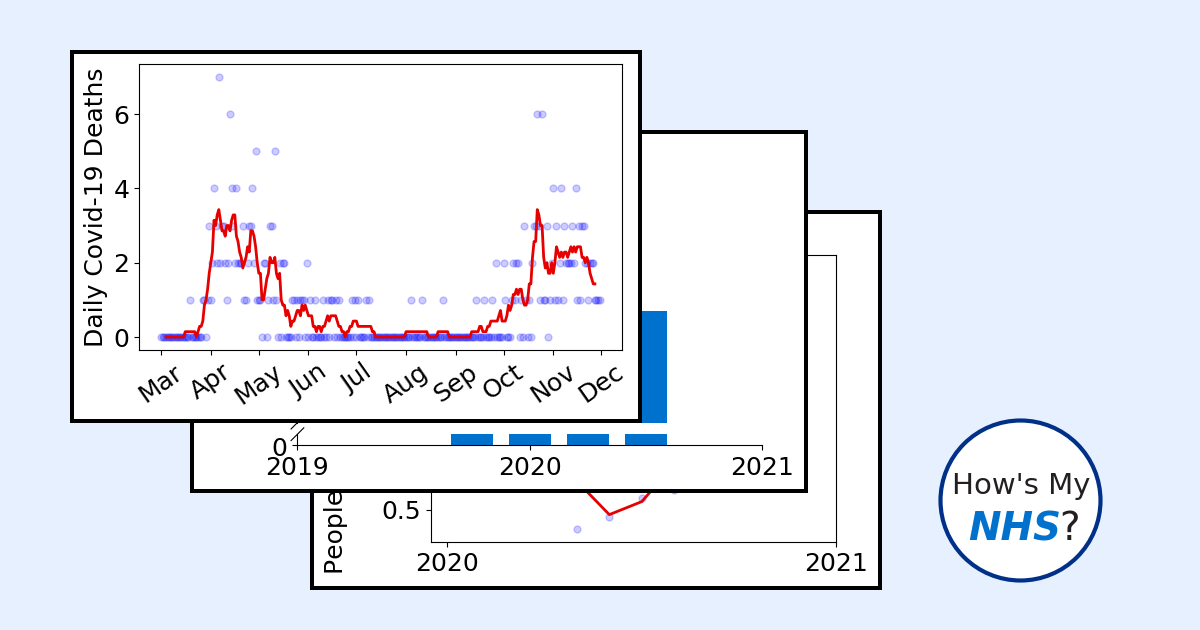 Daily Covid-19 Deaths
6
4
2
0
Mar Apr May Jun Jul Aug Sep Oct Nov Dec
0
2019 2020 2021
People
0.5
2020 2021
How's My
NHS?